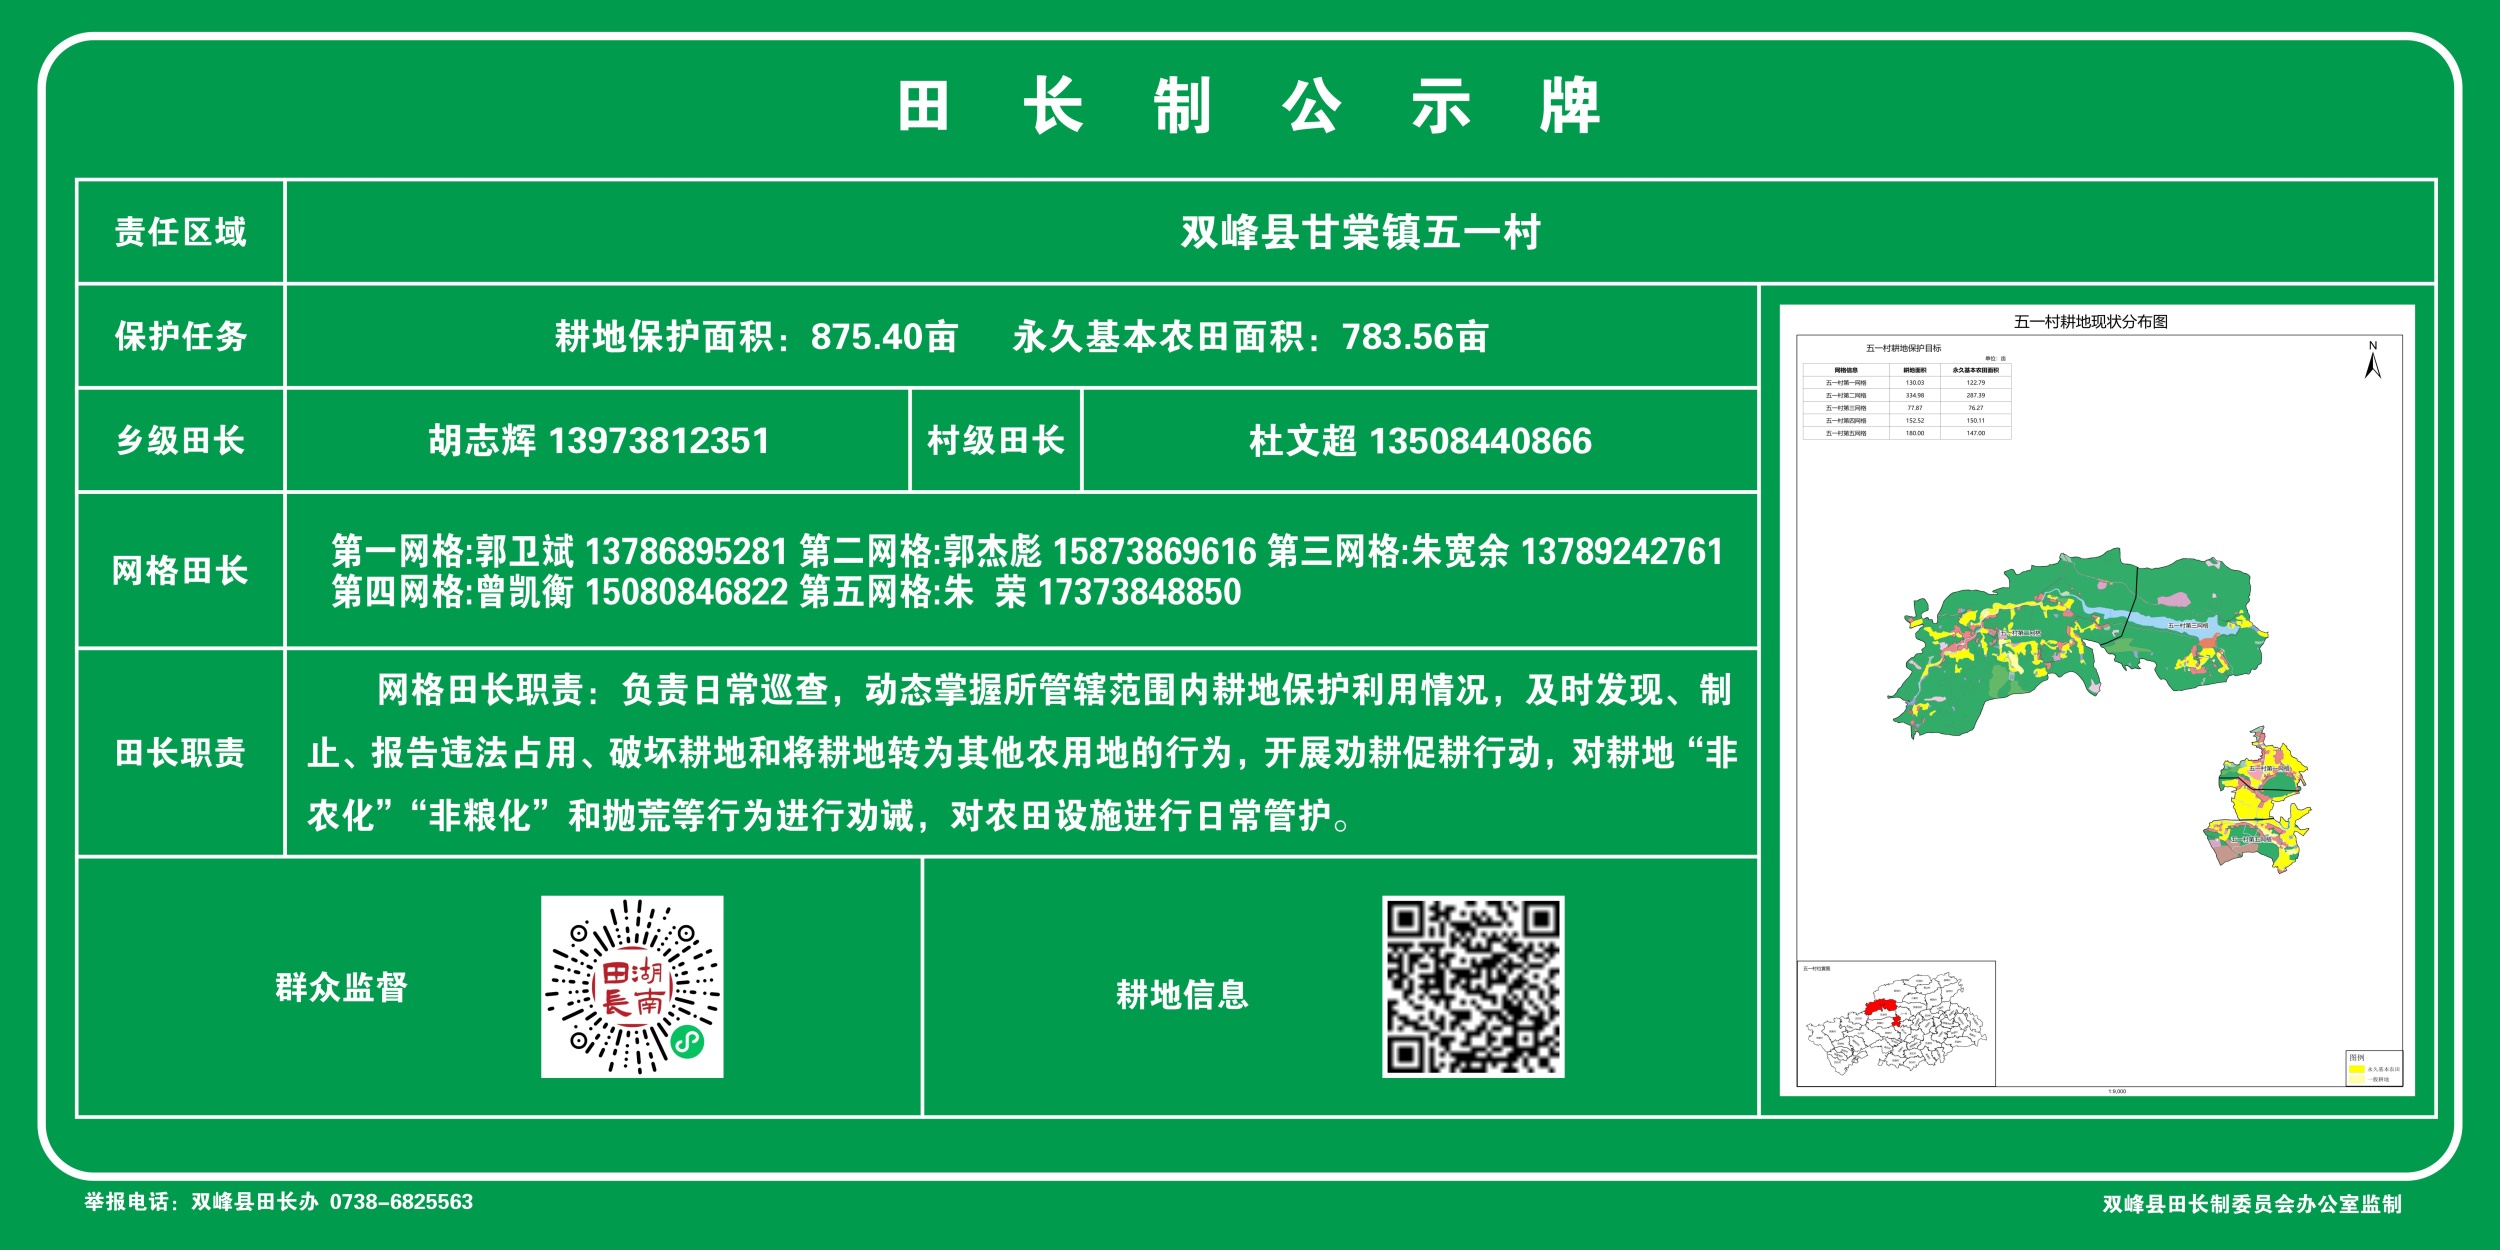 田长制公示牌
责任区域
双峰县甘棠镇五一村
保护任务
耕地保护面积：875.40亩 永久基本农田面积：783.56亩
乡级田长
胡志辉 13973812351
村级田长
杜文超 13508440866
网格田长
第一网格:郭卫斌 13786895281 第二网格:郭杰彪 15873869616 第三网格:朱宽余 13789242761
第四网格:曾凯衡 15080846822 第五网格:朱 荣 17373848850
田长职责
网格田长职责：负责日常巡查，动态掌握所管辖范围内耕地保护利用情况，及时发现、制
止、报告违法占用、破坏耕地和将耕地转为其他农用地的行为，开展劝耕促耕行动，对耕地“非
农化”“非粮化”和抛荒等行为进行劝诫，对农田设施进行日常管护。
群众监督
湖南田长
耕地信息
五一村耕地现状分布图
五一村耕地保护目标
单位：亩
网格信息 耕地面积 永久基本农田面积
五一村第一网格 130.03 122.79
五一村第二网格 334.98 287.39
五一村第三网格 77.87 76.27
五一村第四网格 152.52 150.11
五一村第五网格 180.00 147.00
N
五一村第三网格
五一村第一网格
五一村第五网格
五一村位置图
图例
永久基本农田
一般耕地
1:9,000
举报电话：双峰县田长办 0738-6825563
双峰县田长制委员会办公室监制